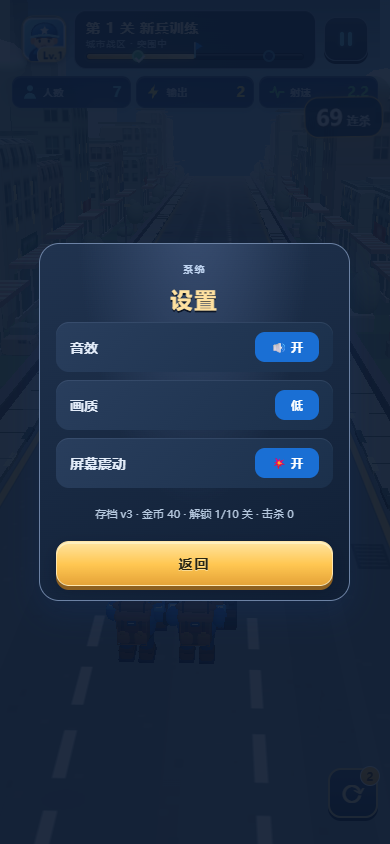 第 1 关 新兵训练
人数 7
输出 2
射速 2.2
69 连杀
系统
设置
音效 开
画质 低
屏幕震动 开
存档 v3 · 金币 40 · 解锁 1/10 关 · 击杀 0
返回
2